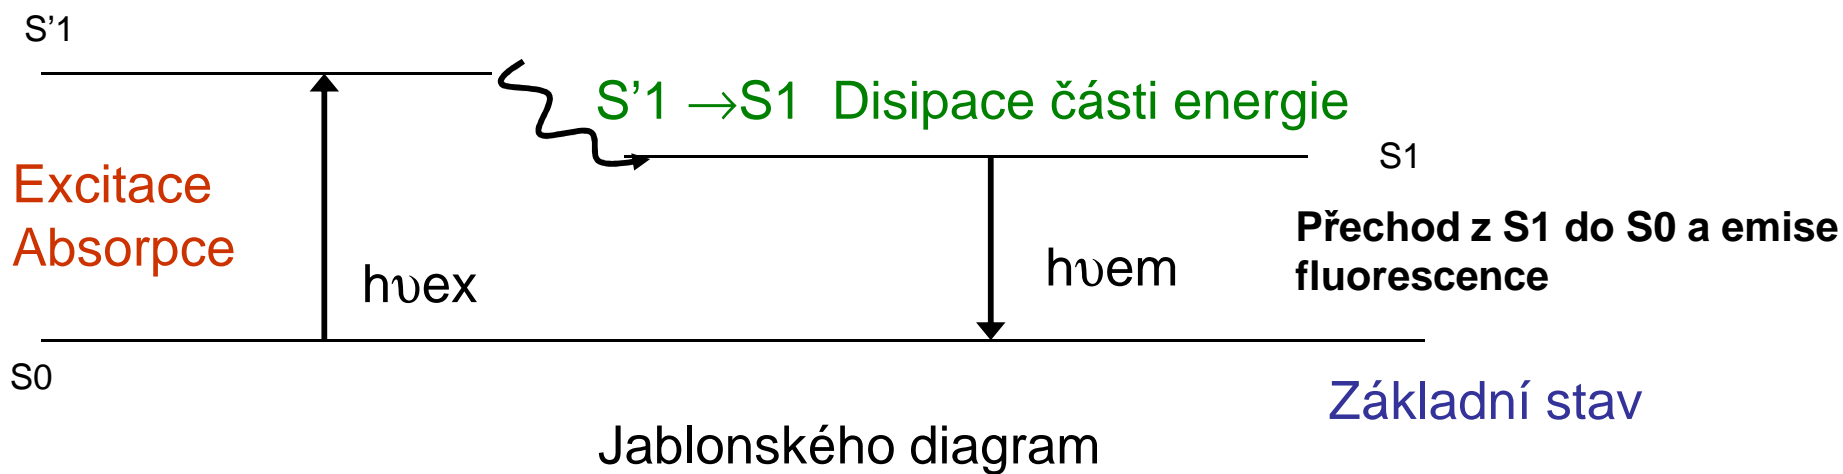 S’1
S’1 →S1 Disipace části energie
S1
Excitace
Absorpce
Přechod z S1 do S0 a emise
fluorescence
hυex
hυem
S0
Základní stav
Jablonského diagram